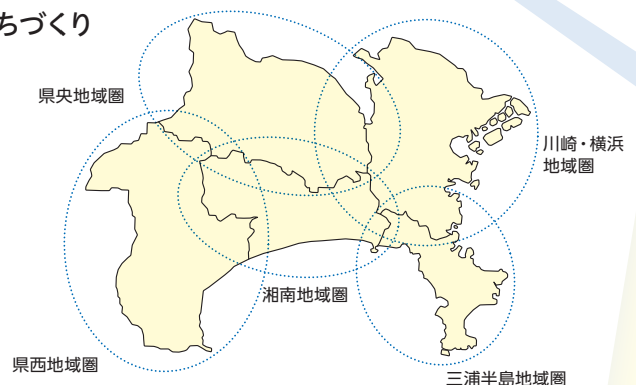 ちづくり
県央地域圏
川崎・横浜
地域圏
湘南地域圏
県西地域圏
三浦半島地域圏